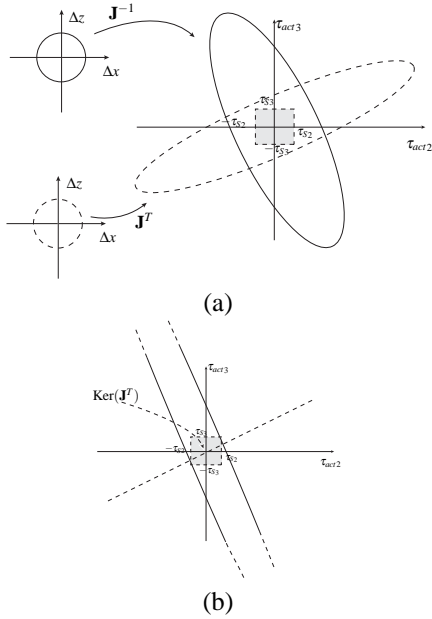 Δz
J⁻¹
Δx
τact3
τS3
−τS2
τS2
−τS3
τact2
Δz
Δx
Jᵀ
(a)
τact3
Ker(Jᵀ)
τS3
−τS2
τS2
−τS3
τact2
(b)